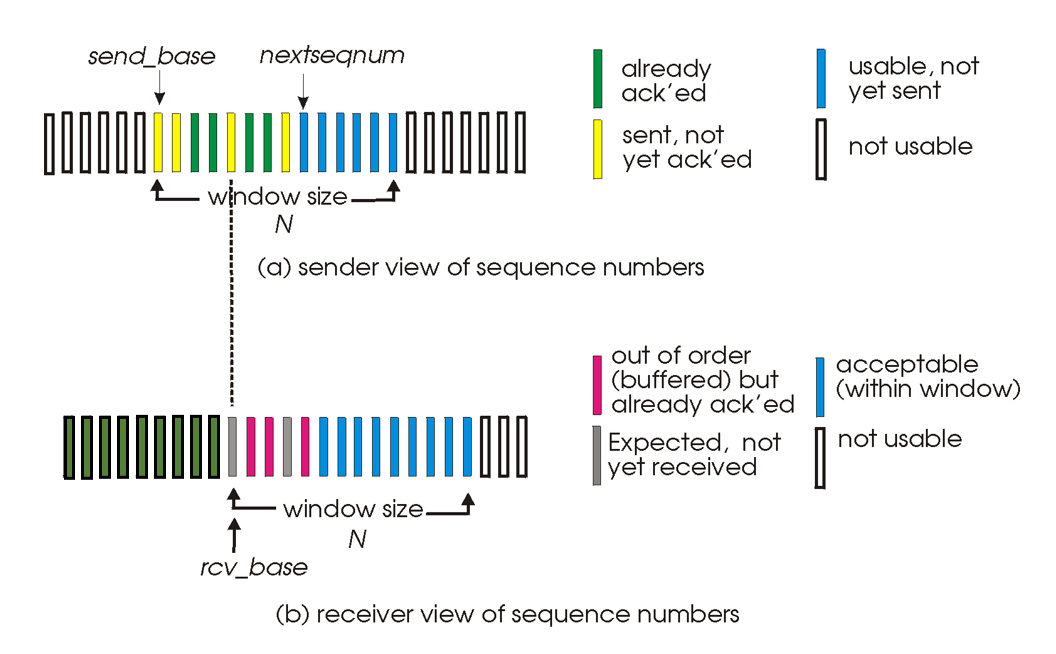 send_base
nextseqnum
already
ack'ed
usable, not
yet sent
sent, not
yet ack'ed
not usable
window size
N
(a) sender view of sequence numbers
out of order
(buffered) but
already ack'ed
acceptable
(within window)
Expected, not
yet received
not usable
window size
N
rcv_base
(b) receiver view of sequence numbers